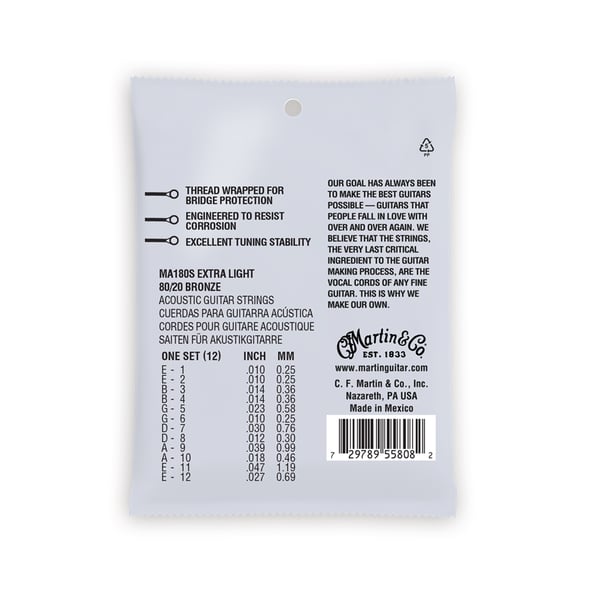 5
PP
THREAD WRAPPED FOR
BRIDGE PROTECTION
ENGINEERED TO RESIST
CORROSION
EXCELLENT TUNING STABILITY
MA180S EXTRA LIGHT
80/20 BRONZE
ACOUSTIC GUITAR STRINGS
CUERDAS PARA GUITARRA ACÚSTICA
CORDES POUR GUITARE ACOUSTIQUE
SAITEN FÜR AKUSTIKGITARRE
ONE SET (12) INCH MM
E - 1 .010 0.25
E - 2 .010 0.25
B - 3 .014 0.36
B - 4 .014 0.36
G - 5 .023 0.58
G - 6 .010 0.25
D - 7 .030 0.76
D - 8 .012 0.30
A - 9 .039 0.99
A - 10 .018 0.46
E - 11 .047 1.19
E - 12 .027 0.69
OUR GOAL HAS ALWAYS BEEN
TO MAKE THE BEST GUITARS
POSSIBLE — GUITARS THAT
PEOPLE FALL IN LOVE WITH
OVER AND OVER AGAIN. WE
BELIEVE THAT THE STRINGS,
THE VERY LAST CRITICAL
INGREDIENT TO THE GUITAR
MAKING PROCESS, ARE THE
VOCAL CORDS OF ANY FINE
GUITAR. THIS IS WHY WE
MAKE OUR OWN.
CF Martin & Co.
EST. 1833
www.martinguitar.com
C. F. Martin & Co., Inc.
Nazareth, PA USA
Made in Mexico
7 29789 55808 2